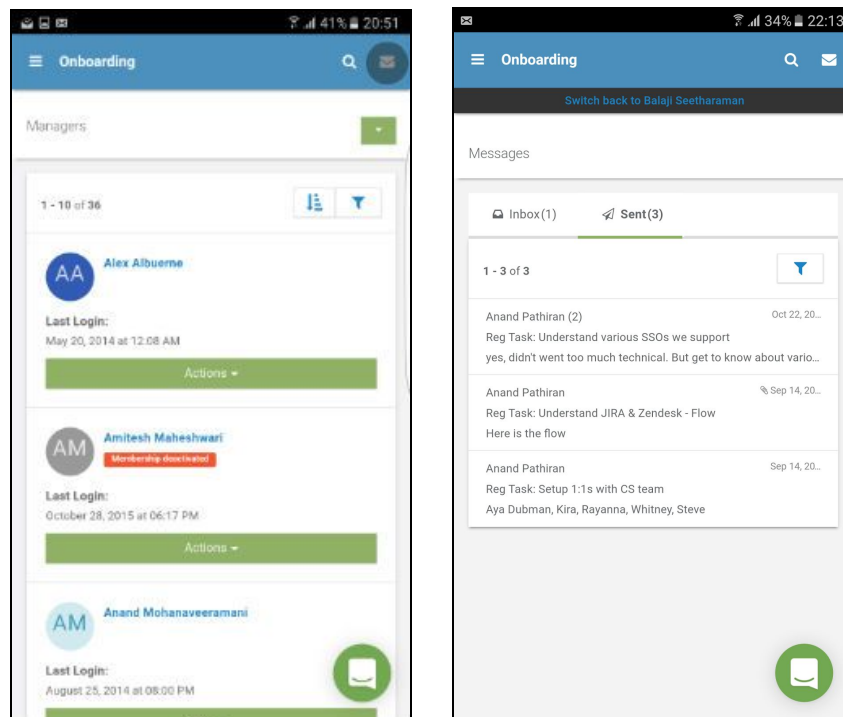 41% 20:51
Onboarding
Managers
1 - 10 of 36
AA
Alex Albuerne
Last Login:
May 20, 2014 at 12:08 AM
Actions
AM
Amitesh Maheshwari
Membership deactivated
Last Login:
October 28, 2015 at 06:17 PM
Actions
AM
Anand Mohanaveeramani
Last Login:
August 25, 2014 at 08:00 PM
34% 22:13
Onboarding
Switch back to Balaji Seetharaman
Messages
Inbox(1) Sent(3)
1 - 3 of 3
Anand Pathiran (2) Oct 22, 20...
Reg Task: Understand various SSOs we support
yes, didn't went too much technical. But get to know about vario...
Anand Pathiran Sep 14, 20...
Reg Task: Understand JIRA & Zendesk - Flow
Here is the flow
Anand Pathiran Sep 14, 20...
Reg Task: Setup 1:1s with CS team
Aya Dubman, Kira, Rayanna, Whitney, Steve